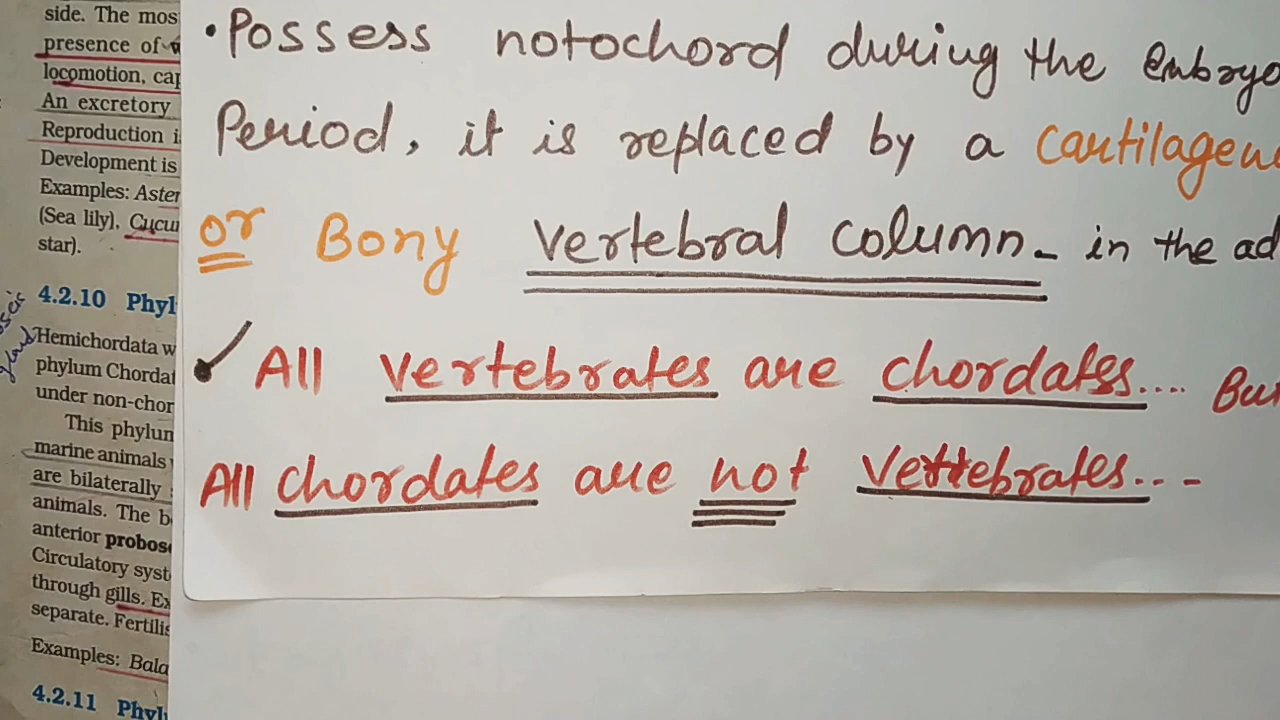 side. The mos
presence of w
locomotion, cap
An excretory
Reproduction i
Development is
Examples: Aster
(Sea lily), Cucu
star).
4.2.10 Phyl
Hemichordata w
phylum Chordat
under non-chor
This phylun
marine animals
are bilaterally
animals. The b
anterior probos
Circulatory syst
through gills. Ex
separate. Fertilis
Examples: Bala
4.2.11 Phyl
•Possess notochord during the Embryo
Period, it is replaced by a cartilagen
or Bony vertebral column. in the ad
All vertebrates are chordates.... But
All chordates are not vertebrates...-